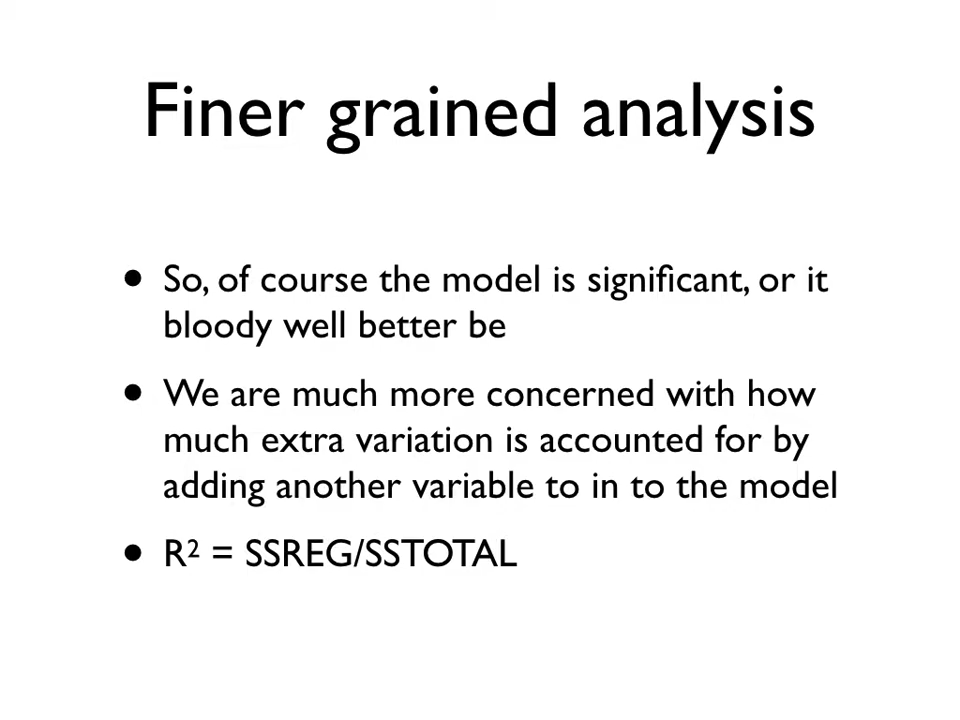 Finer grained analysis
• So, of course the model is significant, or it
bloody well better be
• We are much more concerned with how
much extra variation is accounted for by
adding another variable to in to the model
• R² = SSREG/SSTOTAL